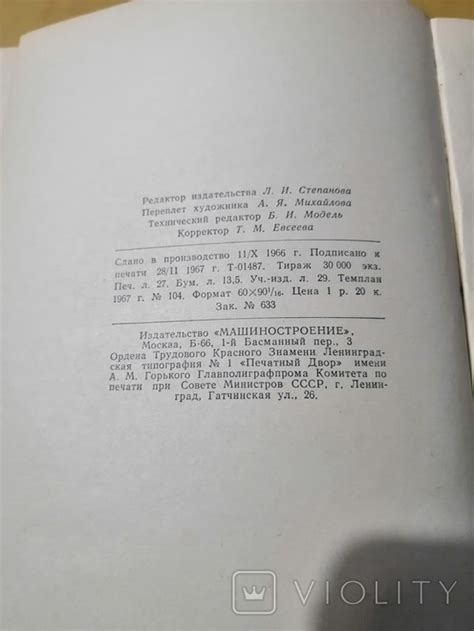 Редактор издательства Л. И. Степанова
Переплет художника А. Я. Михайлова
Технический редактор Б. И. Модель
Корректор Т. М. Евсеева
Сдано в производство 11/X 1966 г. Подписано к
печати 28/II 1967 г. Т-01487. Тираж 30 000 экз.
Печ. л. 27. Бум. л. 13,5. Уч.-изд. л. 29. Темплан
1967 г. № 104. Формат 60×90¹/₁₆. Цена 1 р. 20 к.
Зак. № 633
Издательство «МАШИНОСТРОЕНИЕ»,
Москва, Б-66, 1-й Басманный пер., 3
Ордена Трудового Красного Знамени Ленинград-
ская типография № 1 «Печатный Двор» имени
А. М. Горького Главполиграфпрома Комитета по
печати при Совете Министров СССР, г. Ленин-
град, Гатчинская ул., 26.
VIOLITY